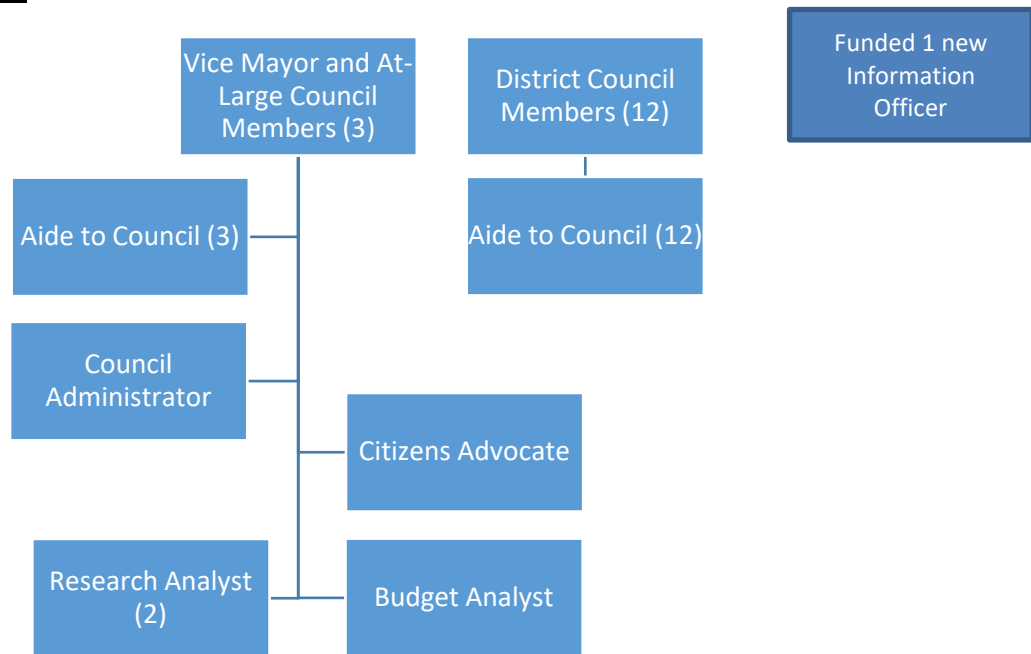 Vice Mayor and At-
Large Council
Members (3)
District Council
Members (12)
Funded 1 new
Information
Officer
Aide to Council (3)
Aide to Council (12)
Council
Administrator
Citizens Advocate
Research Analyst
(2)
Budget Analyst